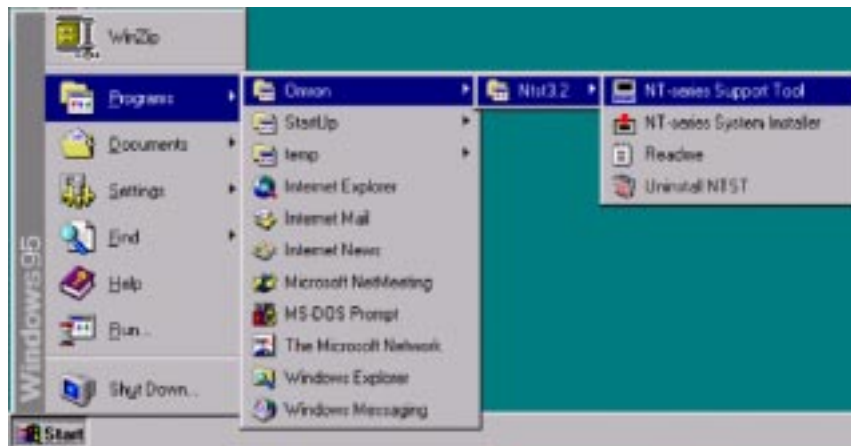 WinZip
Programs
Documents
Settings
Find
Help
Run...
Shut Down...
Windows95
Start
Omron
StartUp
temp
Internet Explorer
Internet Mail
Internet News
Microsoft NetMeeting
MS-DOS Prompt
The Microsoft Network
Windows Explorer
Windows Messaging
Ntst3.2
NT-series Support Tool
NT-series System Installer
Readme
Uninstall NTST